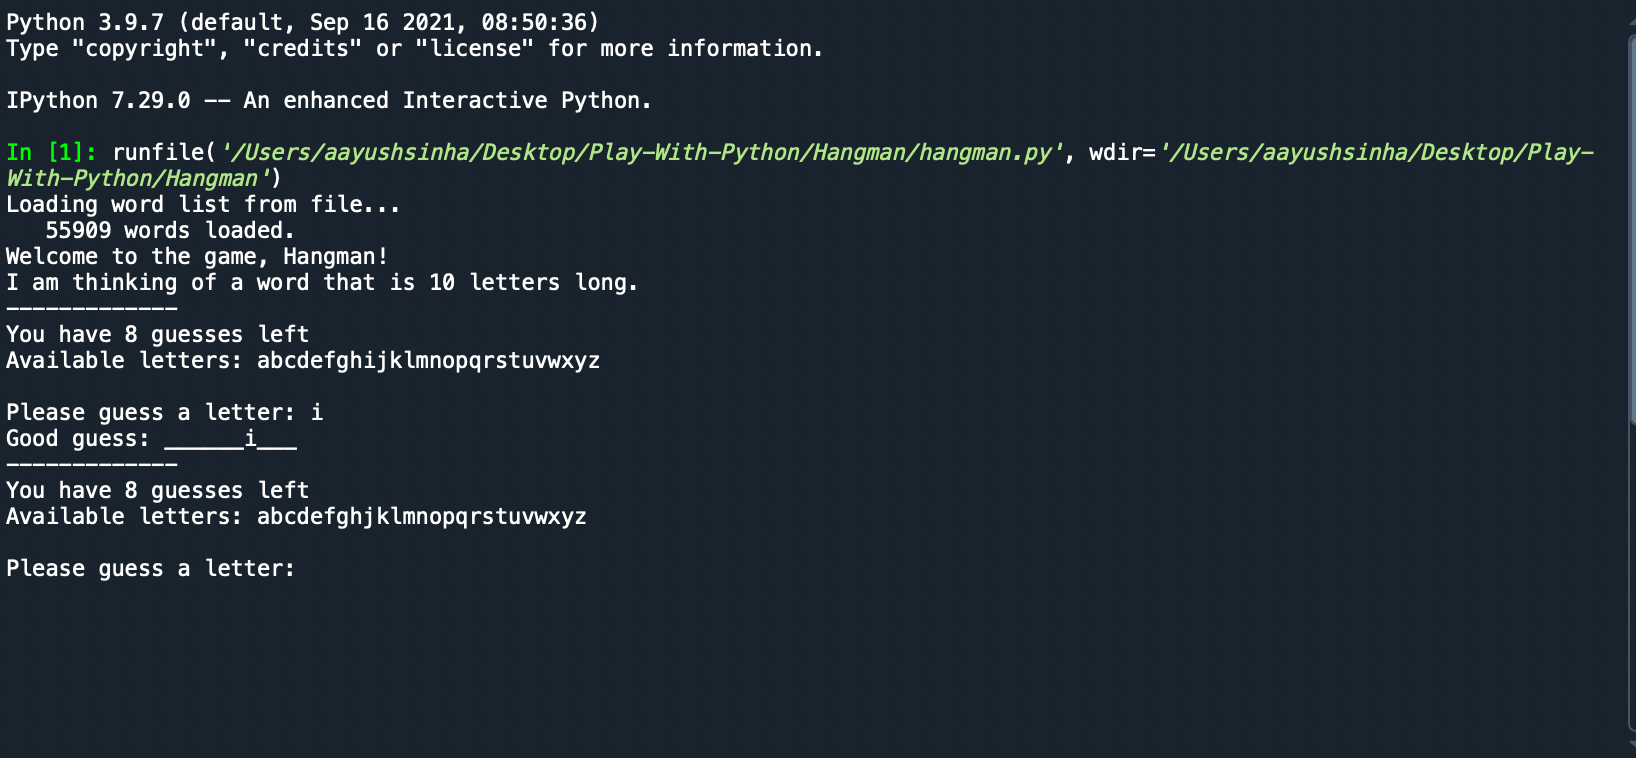 Python 3.9.7 (default, Sep 16 2021, 08:50:36)
Type "copyright", "credits" or "license" for more information.
IPython 7.29.0 -- An enhanced Interactive Python.
In [1]: runfile('/Users/aayushsinha/Desktop/Play-With-Python/Hangman/hangman.py', wdir='/Users/aayushsinha/Desktop/Play-
With-Python/Hangman')
Loading word list from file...
   55909 words loaded.
Welcome to the game, Hangman!
I am thinking of a word that is 10 letters long.
-------------
You have 8 guesses left
Available letters: abcdefghijklmnopqrstuvwxyz
Please guess a letter: i
Good guess: ______i___
-------------
You have 8 guesses left
Available letters: abcdefghjklmnopqrstuvwxyz
Please guess a letter: